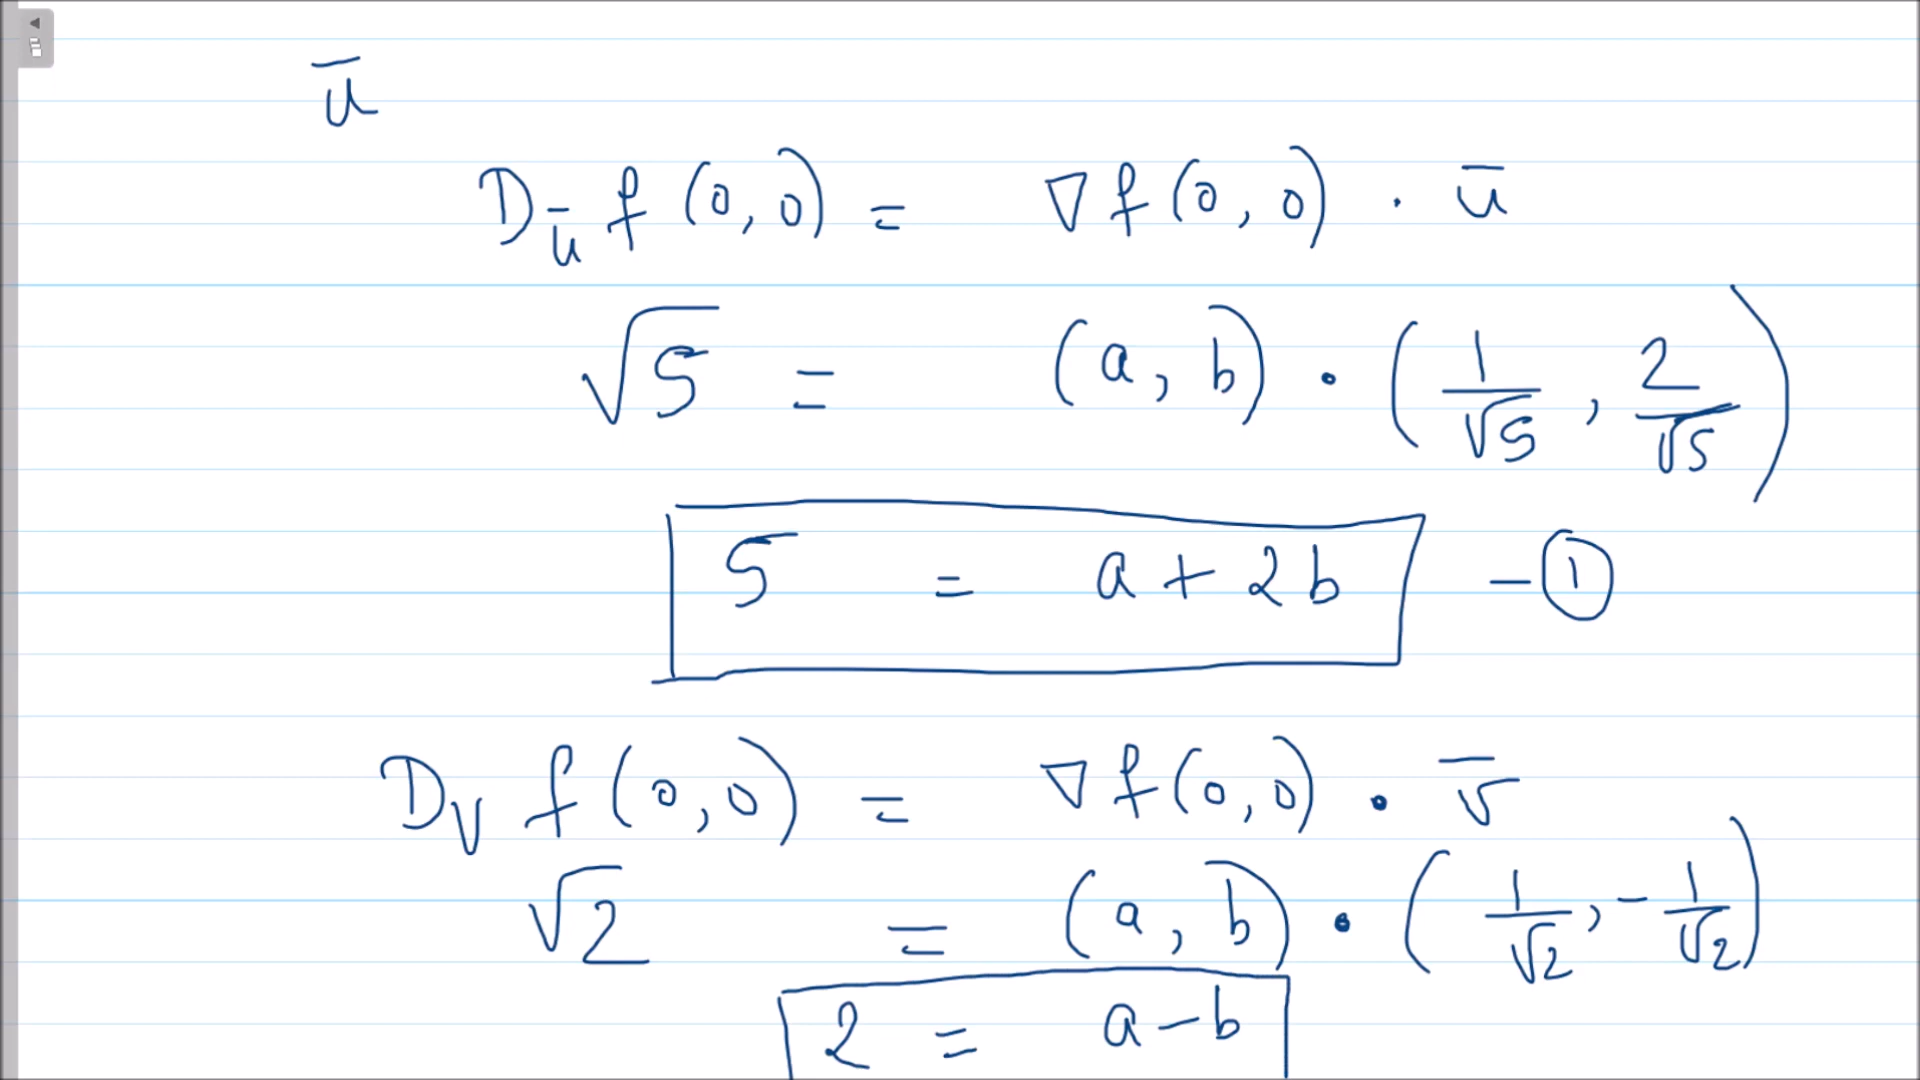 ū
D_ū f (0, 0) = ∇f (0, 0) · ū
√5 = (a, b) · (1/√5, 2/√5)
5 = a + 2b — ①
D_v f (0, 0) = ∇f (0, 0) · v̄
√2 = (a, b) · (1/√2, -1/√2)
2 = a - b